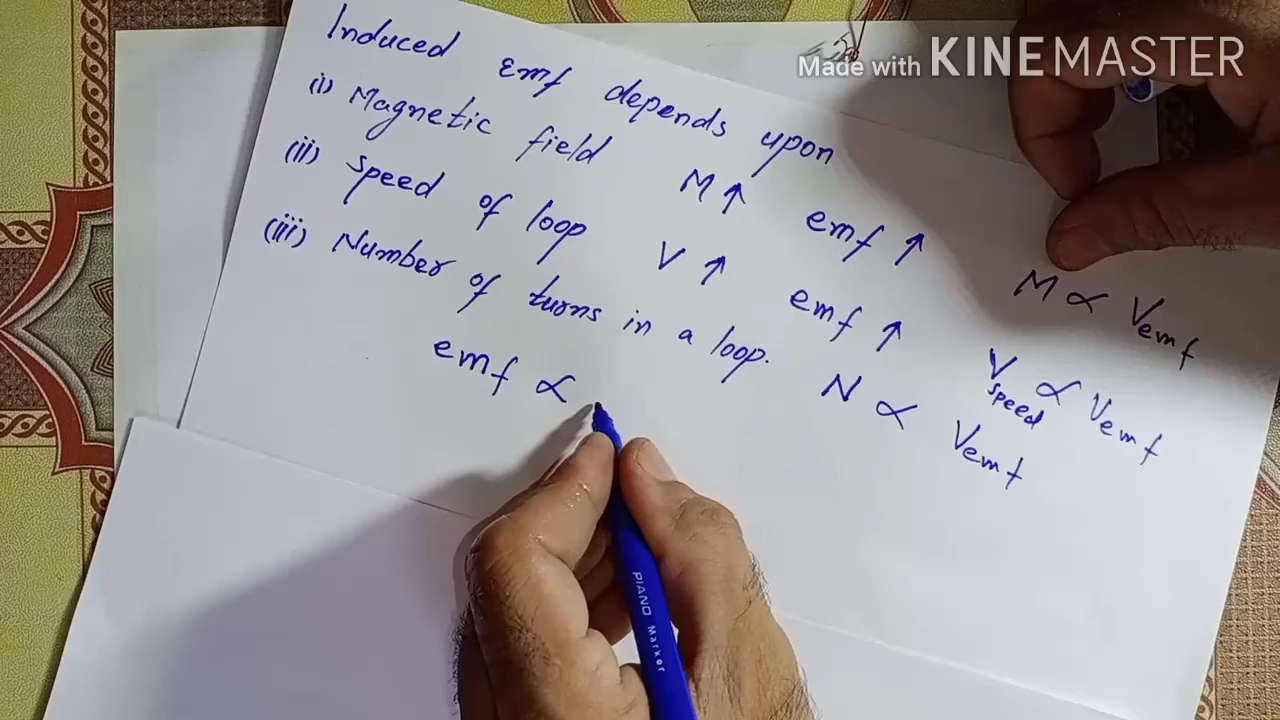 Made with KINEMASTER
Induced Emf depends upon
(i) Magnetic field M↑ emf ↑ M ∝ Vemf
(ii) Speed of loop V ↑ emf ↑ V speed ∝ Vemf
(iii) Number of turns in a loop. N ∝ Vemf
emf ∝
PIANO Marker